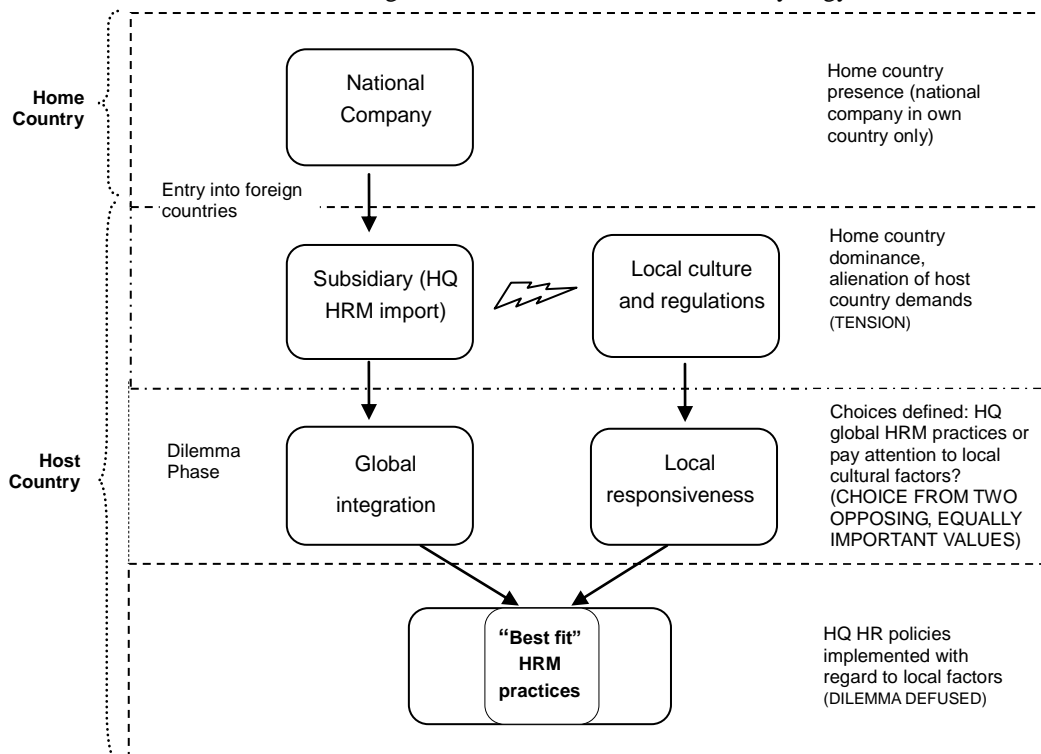 National
Company
Home country
presence (national
company in own
country only)
Home
Country
Entry into foreign
countries
Subsidiary (HQ
HRM import)
Local culture
and regulations
Home country
dominance,
alienation of host
country demands
(TENSION)
Host
Country
Dilemma
Phase
Global
integration
Local
responsiveness
Choices defined: HQ
global HRM practices or
pay attention to local
cultural factors?
(CHOICE FROM TWO
OPPOSING, EQUALLY
IMPORTANT VALUES)
“Best fit”
HRM
practices
HQ HR policies
implemented with
regard to local factors
(DILEMMA DEFUSED)